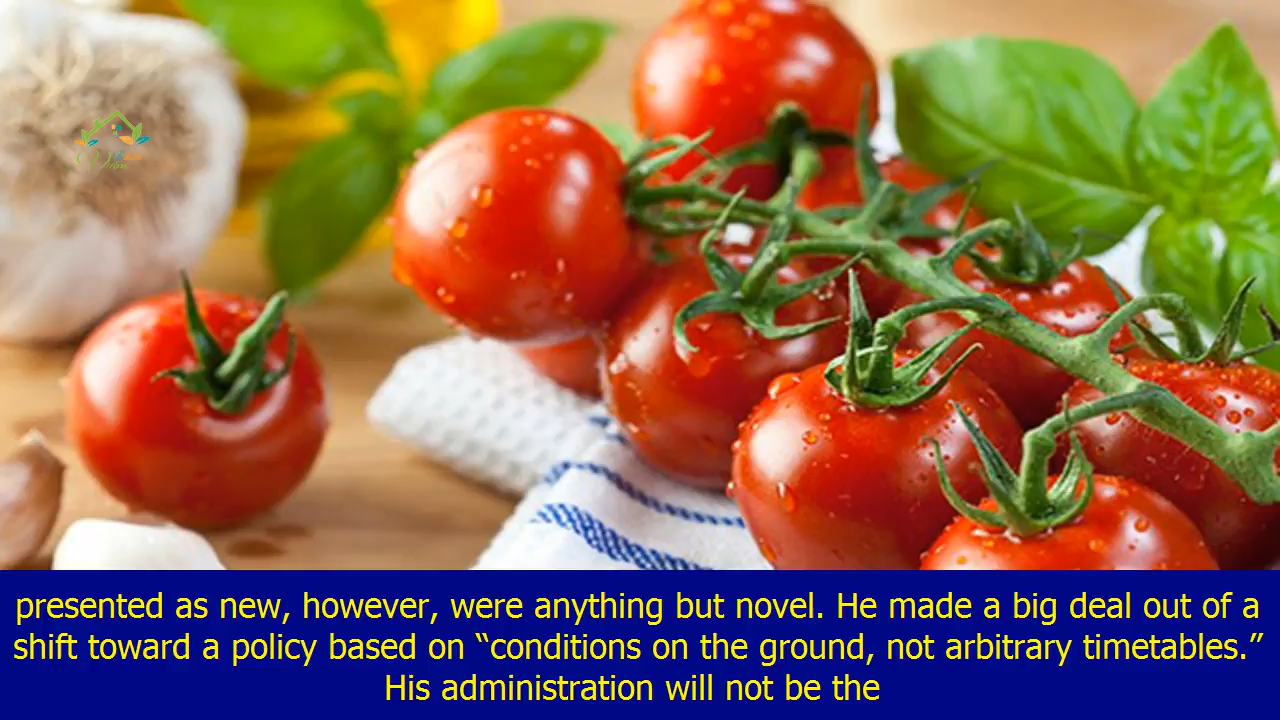 presented as new, however, were anything but novel. He made a big deal out of a
shift toward a policy based on “conditions on the ground, not arbitrary timetables.”
His administration will not be the